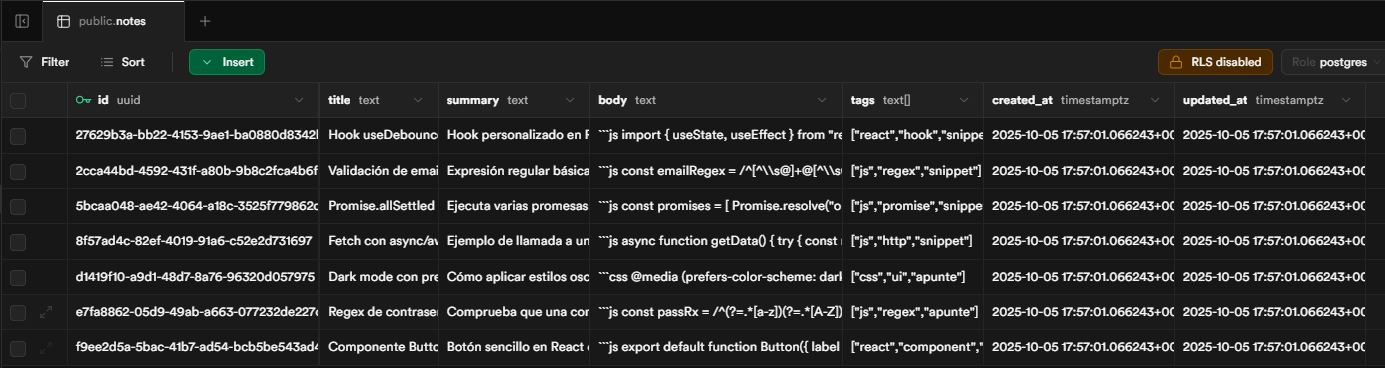 public.notes
Filter Sort Insert RLS disabled Role postgres
id uuid title text summary text body text tags text[] created_at timestamptz updated_at timestamptz
27629b3a-bb22-4153-9ae1-ba0880d8342 Hook useDebounc Hook personalizado en F ```js import { useState, useEffect } from "re ["react","hook","snippe 2025-10-05 17:57:01.066243+00 2025-10-05 17:57:01.066243+00
2cca44bd-4592-431f-a80b-9b8c2fca4b6f Validación de emai Expresión regular básica ```js const emailRegex = /^[^\\s@]+@[^\\s ["js","regex","snippet"] 2025-10-05 17:57:01.066243+00 2025-10-05 17:57:01.066243+00
5bcaa048-ae42-4064-a18c-3525f779862c Promise.allSettled Ejecuta varias promesas ```js const promises = [ Promise.resolve("o ["js","promise","snippe 2025-10-05 17:57:01.066243+00 2025-10-05 17:57:01.066243+00
8f57ad4c-82ef-4019-91a6-c52e2d731697 Fetch con async/aw Ejemplo de llamada a un ```js async function getData() { try { const ["js","http","snippet"] 2025-10-05 17:57:01.066243+00 2025-10-05 17:57:01.066243+00
d1419f10-a9d1-48d7-8a76-96320d057975 Dark mode con pre Cómo aplicar estilos osc ```css @media (prefers-color-scheme: dark ["css","ui","apunte"] 2025-10-05 17:57:01.066243+00 2025-10-05 17:57:01.066243+00
e7fa8862-05d9-49ab-a663-077232de227c Regex de contraser Comprueba que una con ```js const passRx = /^(?=.*[a-z])(?=.*[A-Z]) ["js","regex","apunte"] 2025-10-05 17:57:01.066243+00 2025-10-05 17:57:01.066243+00
f9ee2d5a-5bac-41b7-ad54-bcb5be543ad4 Componente Butto Botón sencillo en React ```js export default function Button({ label ["react","component"," 2025-10-05 17:57:01.066243+00 2025-10-05 17:57:01.066243+00